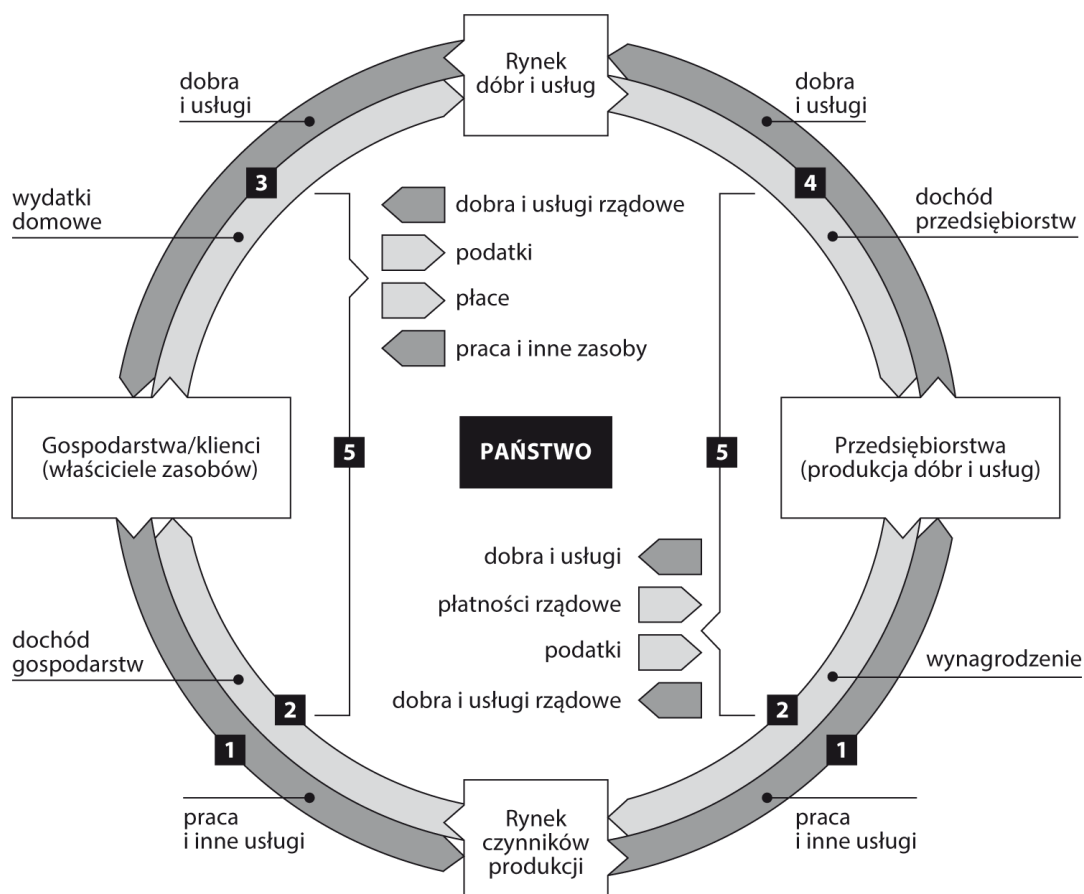 Rynek
dóbr i usług
dobra
i usługi
dobra
i usługi
3
4
wydatki
domowe
dochód
przedsiębiorstw
dobra i usługi rządowe
podatki
płace
praca i inne zasoby
Gospodarstwa/klienci
(właściciele zasobów)
5
PAŃSTWO
5
Przedsiębiorstwa
(produkcja dóbr i usług)
dobra i usługi
płatności rządowe
podatki
dobra i usługi rządowe
dochód
gospodarstw
wynagrodzenie
2
2
1
1
praca
i inne usługi
Rynek
czynników
produkcji
praca
i inne usługi